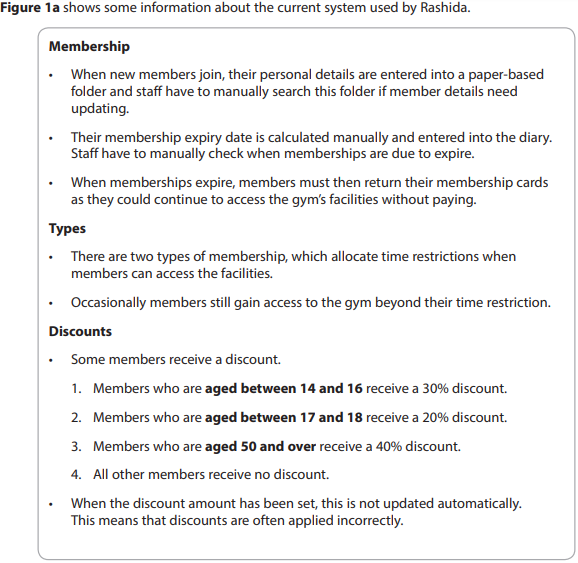 Figure 1a shows some information about the current system used by Rashida.
Membership
• When new members join, their personal details are entered into a paper-based
folder and staff have to manually search this folder if member details need
updating.
• Their membership expiry date is calculated manually and entered into the diary.
Staff have to manually check when memberships are due to expire.
• When memberships expire, members must then return their membership cards
as they could continue to access the gym’s facilities without paying.
Types
• There are two types of membership, which allocate time restrictions when
members can access the facilities.
• Occasionally members still gain access to the gym beyond their time restriction.
Discounts
• Some members receive a discount.
1. Members who are aged between 14 and 16 receive a 30% discount.
2. Members who are aged between 17 and 18 receive a 20% discount.
3. Members who are aged 50 and over receive a 40% discount.
4. All other members receive no discount.
• When the discount amount has been set, this is not updated automatically.
This means that discounts are often applied incorrectly.